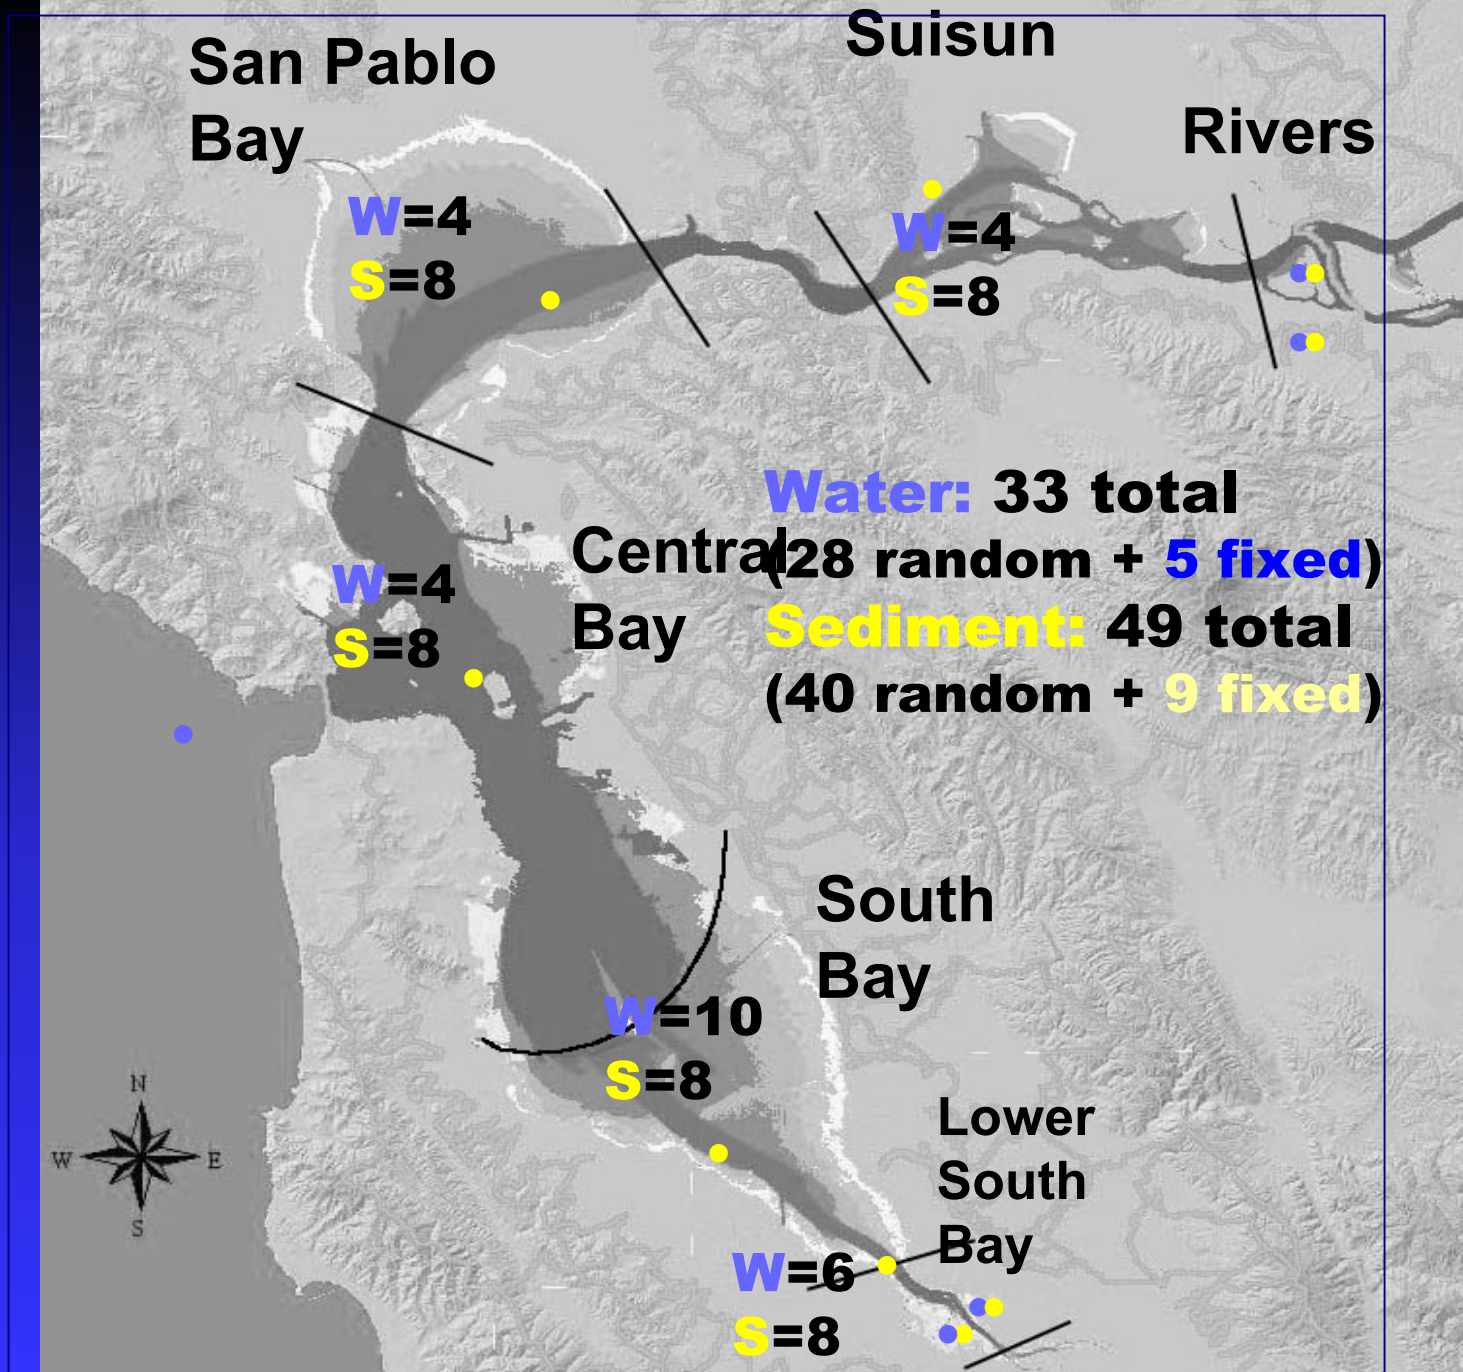 San Pablo
Bay
Suisun
Rivers
W=4
S=8
W=4
S=8
Water: 33 total
(28 random + 5 fixed)
Sediment: 49 total
(40 random + 9 fixed)
Central
Bay
W=4
S=8
South
Bay
W=10
S=8
Lower
South
Bay
W=6
S=8
N
W E
S